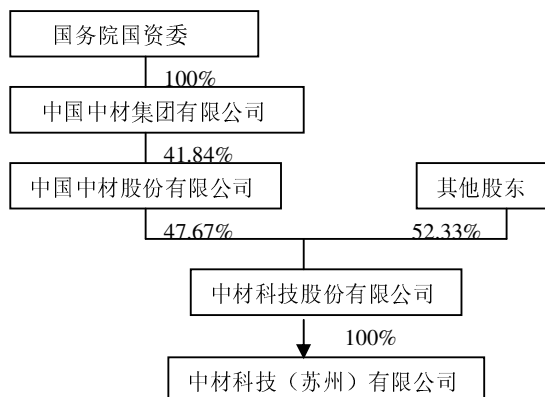 国务院国资委
100%
中国中材集团有限公司
41.84%
中国中材股份有限公司
其他股东
47.67%
52.33%
中材科技股份有限公司
100%
中材科技（苏州）有限公司